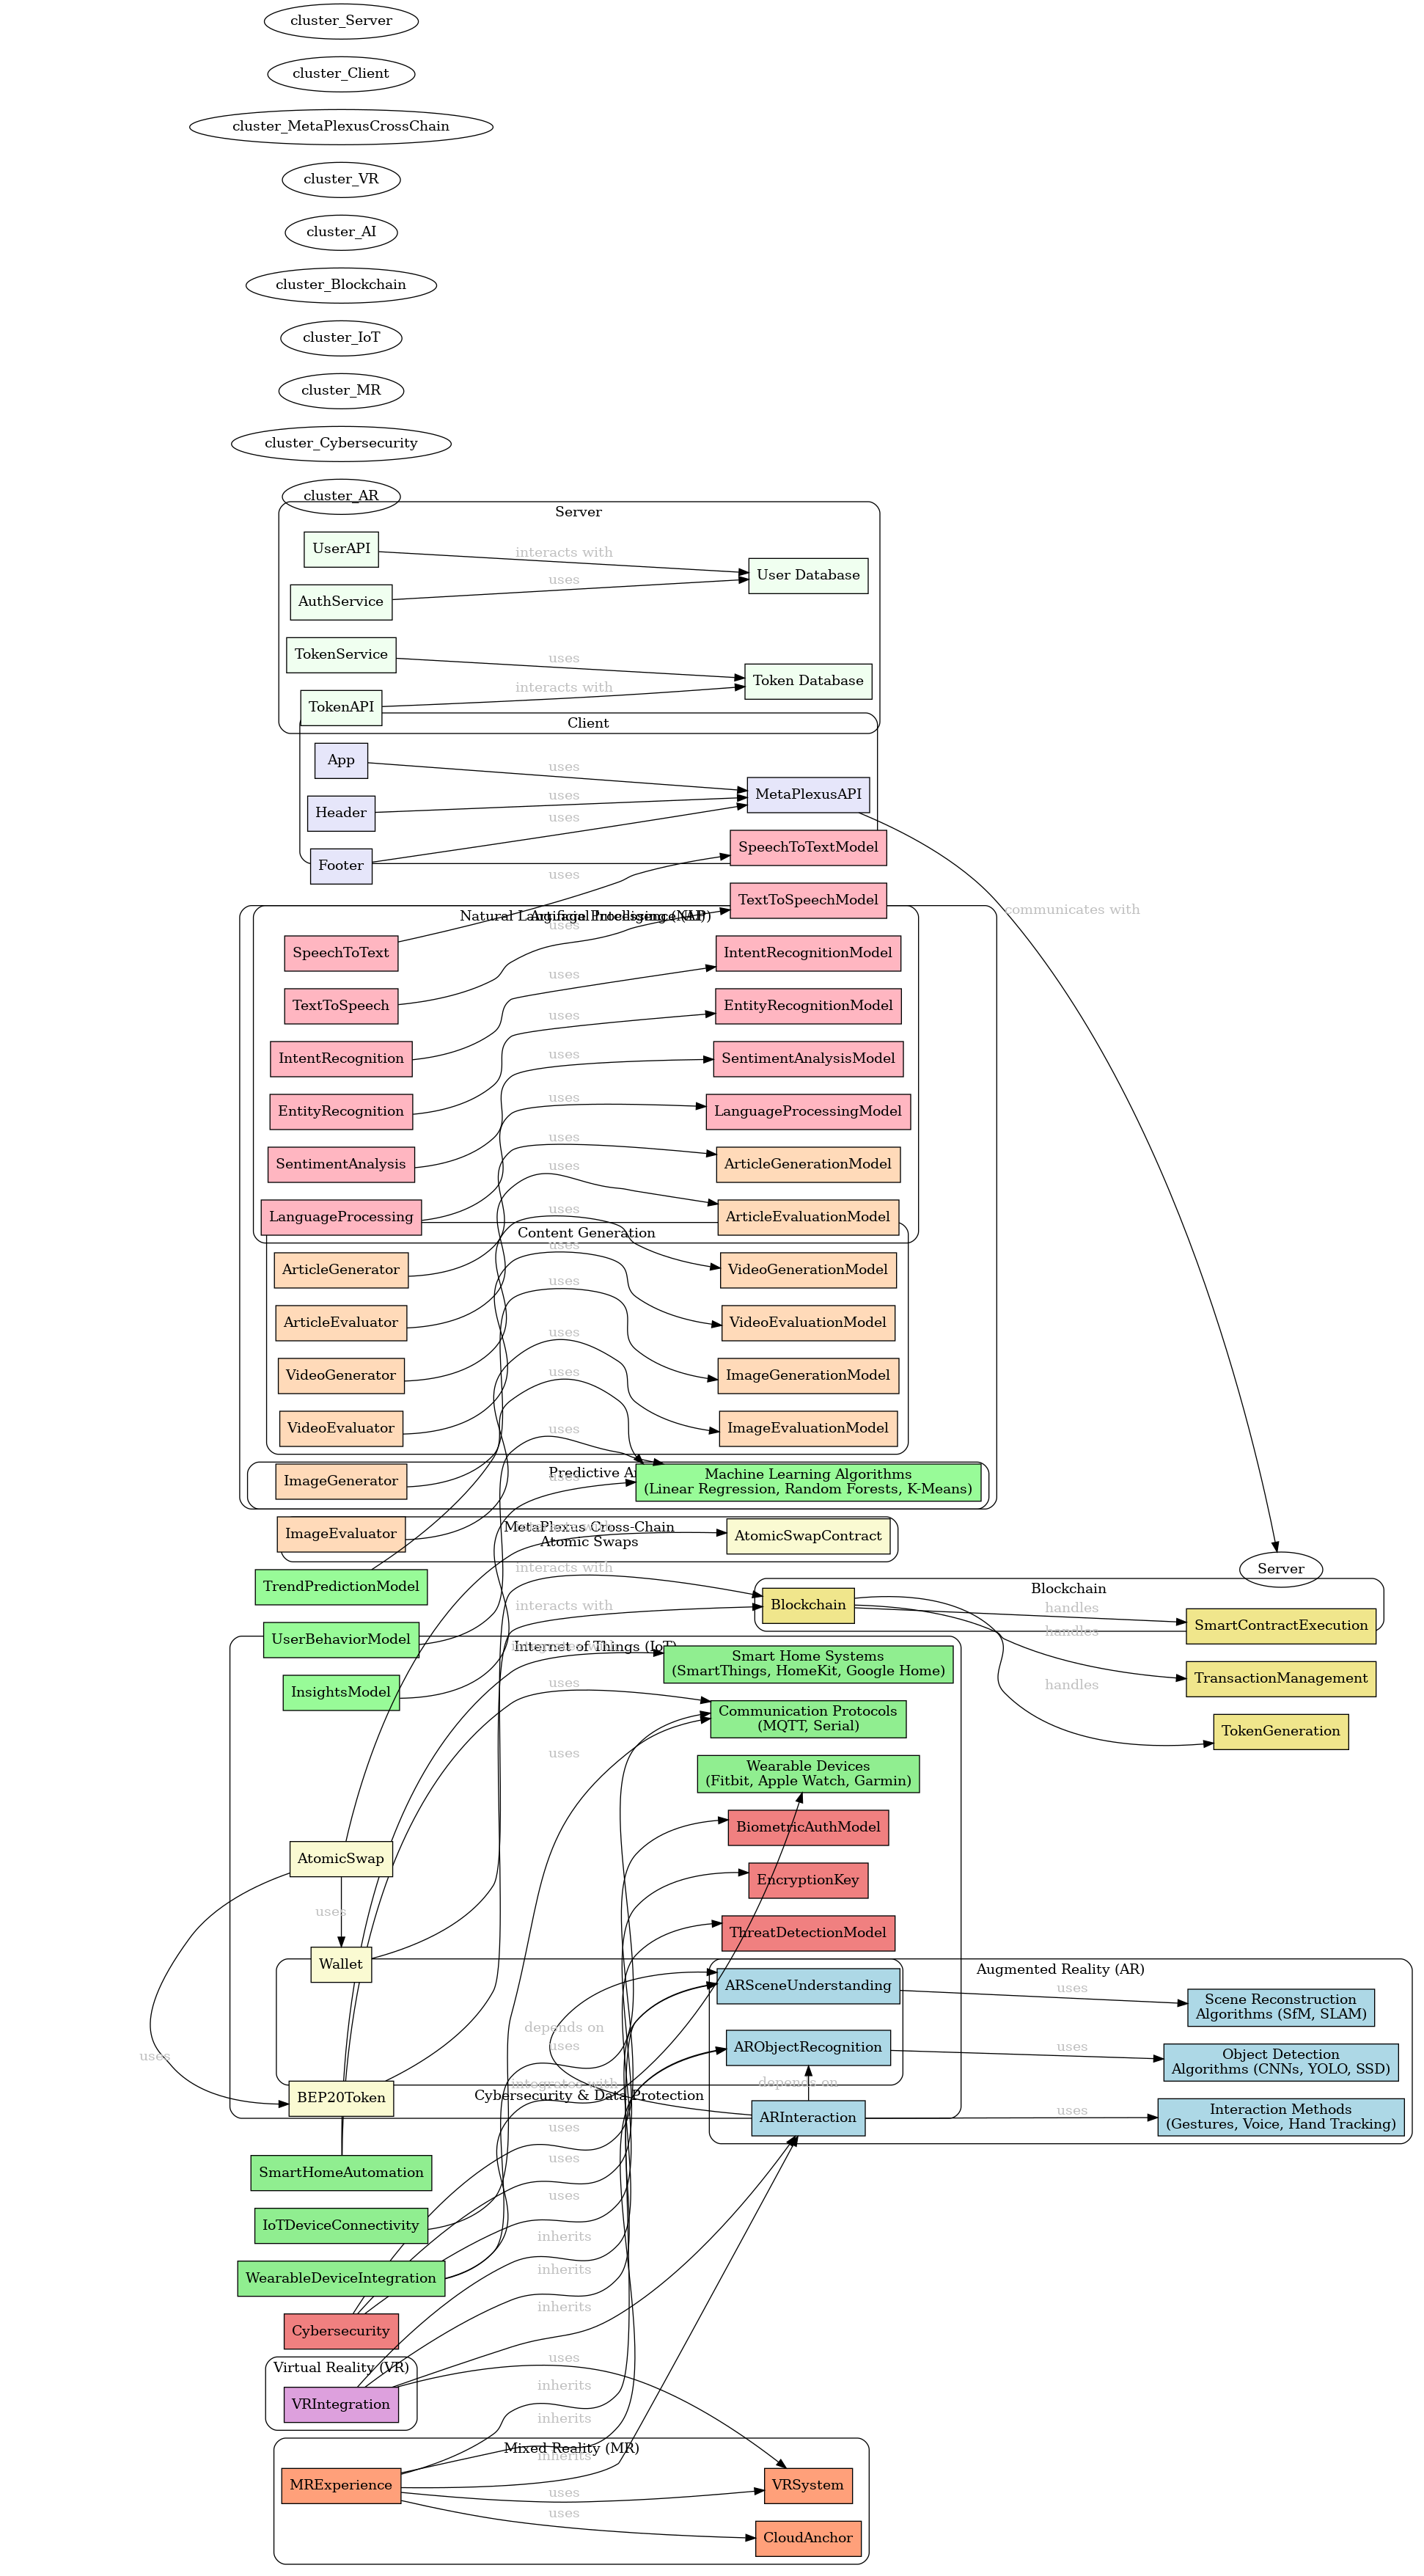 cluster_Server
cluster_Client
cluster_MetaPlexusCrossChain
cluster_VR
cluster_AI
cluster_Blockchain
cluster_IoT
cluster_MR
cluster_Cybersecurity
cluster_AR
Server
UserAPI
interacts with
User Database
AuthService
uses
TokenService
uses
Token Database
TokenAPI
interacts with
Client
App
uses
MetaPlexusAPI
Header
uses
Footer
uses
SpeechToTextModel
uses
TextToSpeechModel
communicates with
Natural Language Processing (NLP)
Artificial Intelligence (AI)
uses
SpeechToText
IntentRecognitionModel
uses
TextToSpeech
EntityRecognitionModel
uses
IntentRecognition
SentimentAnalysisModel
uses
EntityRecognition
LanguageProcessingModel
uses
SentimentAnalysis
ArticleGenerationModel
uses
uses
LanguageProcessing
ArticleEvaluationModel
uses
Content Generation
uses
ArticleGenerator
VideoGenerationModel
uses
ArticleEvaluator
VideoEvaluationModel
uses
VideoGenerator
ImageGenerationModel
uses
VideoEvaluator
ImageEvaluationModel
uses
Predictive
Machine Learning Algorithms
(Linear Regression, Random Forests, K-Means)
ImageGenerator
uses
MetaPlexus Cross-Chain
Atomic Swaps
interacts with
ImageEvaluator
AtomicSwapContract
interacts with
Server
TrendPredictionModel
Blockchain
Blockchain
interacts with
handles
SmartContractExecution
handles
UserBehaviorModel
Internet of Things (IoT)
Smart Home Systems
(SmartThings, HomeKit, Google Home)
TransactionManagement
handles
InsightsModel
uses
Communication Protocols
(MQTT, Serial)
TokenGeneration
uses
Wearable Devices
(Fitbit, Apple Watch, Garmin)
BiometricAuthModel
AtomicSwap
EncryptionKey
uses
ThreatDetectionModel
Wallet
Augmented Reality (AR)
ARSceneUnderstanding
uses
Scene Reconstruction
Algorithms (SfM, SLAM)
depends on
uses
ARObjectRecognition
uses
Object Detection
Algorithms (CNNs, YOLO, SSD)
uses
integrates with
depends on
BEP20Token
Cybersecurity & Data Protection
ARInteraction
uses
Interaction Methods
(Gestures, Voice, Hand Tracking)
uses
uses
SmartHomeAutomation
uses
IoTDeviceConnectivity
inherits
inherits
WearableDeviceIntegration
inherits
Cybersecurity
uses
Virtual Reality (VR)
inherits
VRIntegration
inherits
Mixed Reality (MR)
inherits
MRExperience
uses
VRSystem
uses
CloudAnchor